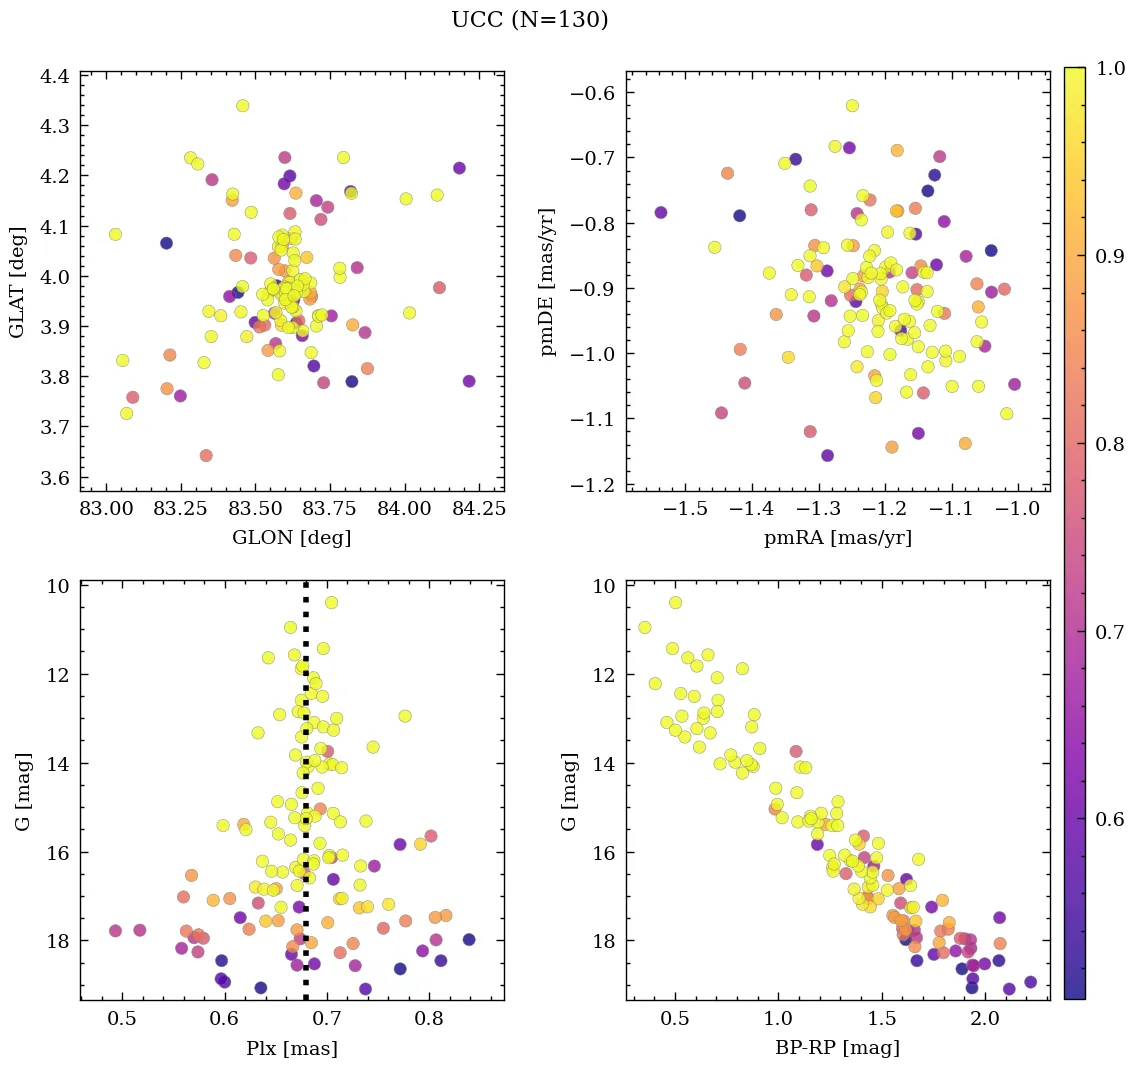 UCC (N=130)
4.4
4.3
4.2
4.1
4.0
3.9
3.8
3.7
3.6
GLAT [deg]
83.00 83.25 83.50 83.75 84.00 84.25
GLON [deg]
−0.6
−0.7
−0.8
−0.9
−1.0
−1.1
−1.2
pmDE [mas/yr]
−1.5 −1.4 −1.3 −1.2 −1.1 −1.0
pmRA [mas/yr]
1.0
0.9
0.8
0.7
0.6
10
12
14
16
18
G [mag]
0.5 0.6 0.7 0.8
Plx [mas]
10
12
14
16
18
G [mag]
0.5 1.0 1.5 2.0
BP-RP [mag]